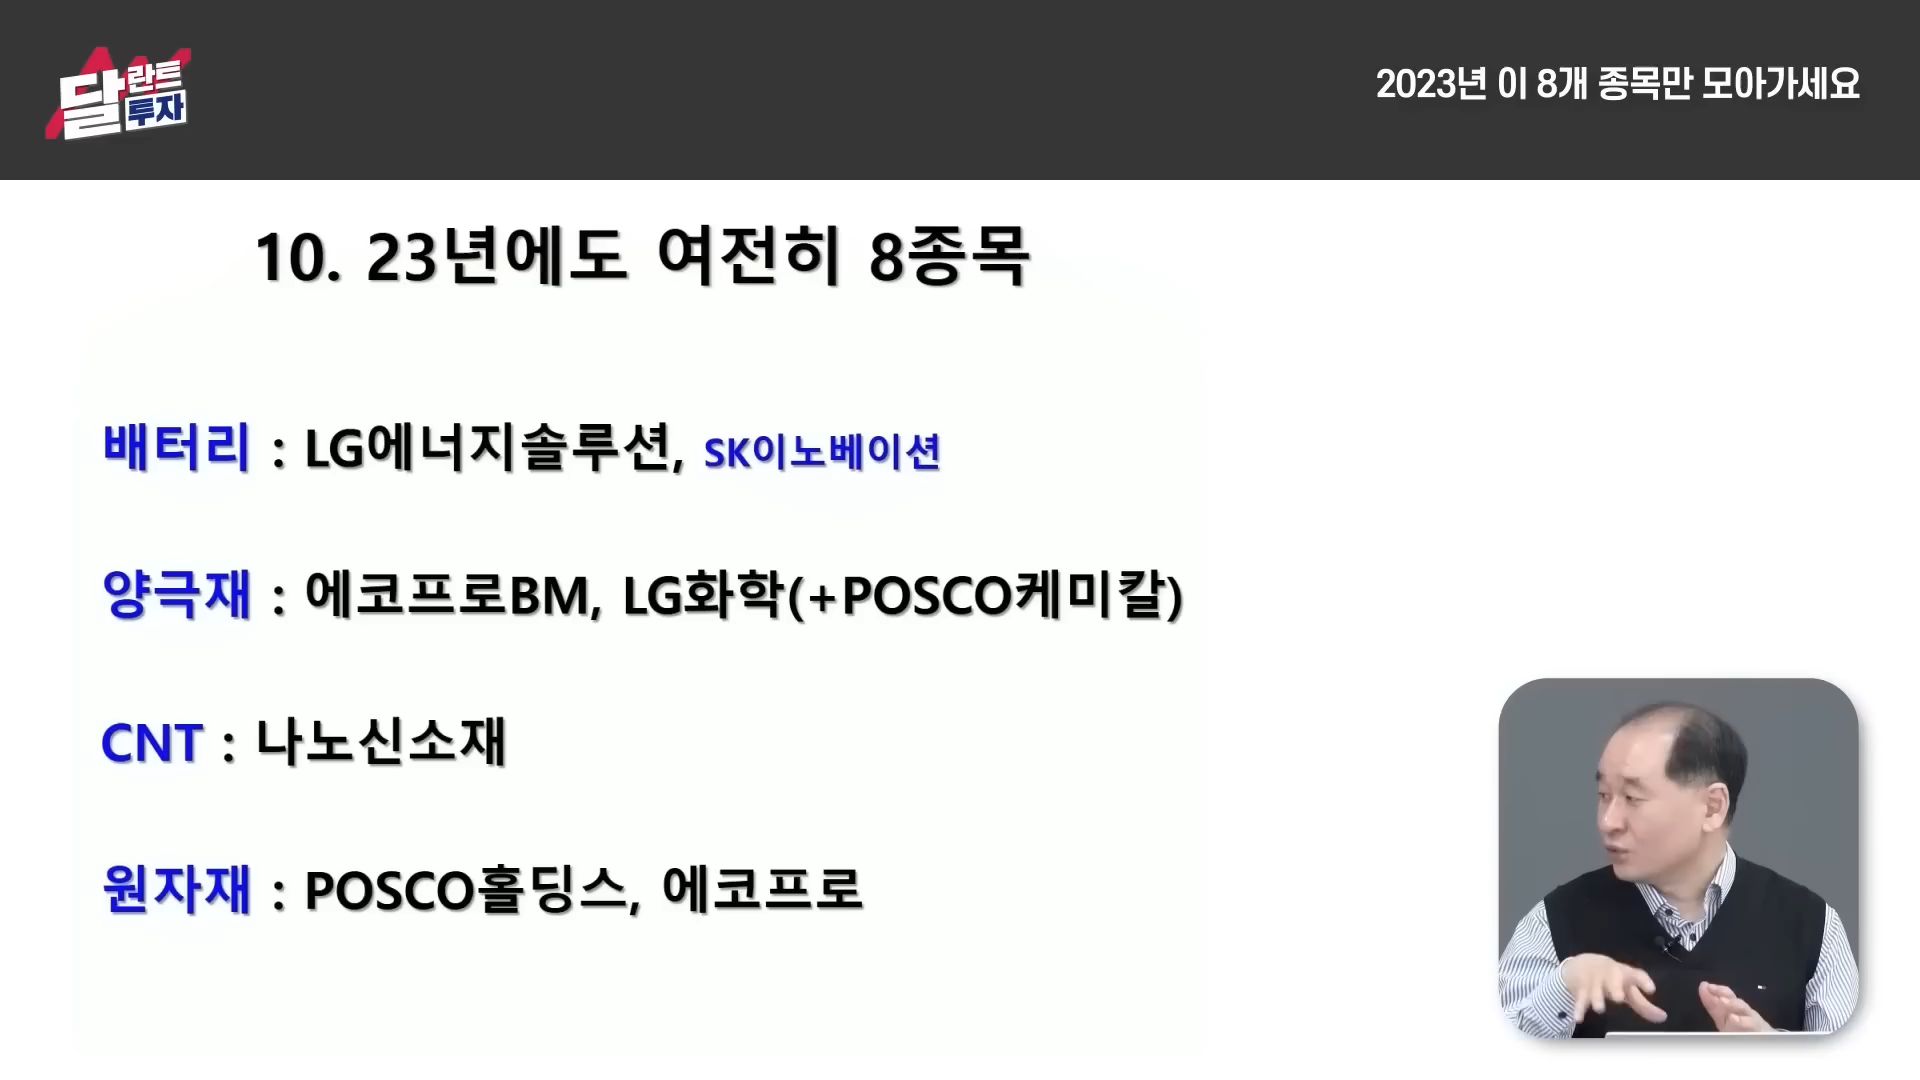 달란트
투자
2023년 이 8개 종목만 모아가세요
10. 23년에도 여전히 8종목
배터리 : LG에너지솔루션, SK이노베이션
양극재 : 에코프로BM, LG화학(+POSCO케미칼)
CNT : 나노신소재
원자재 : POSCO홀딩스, 에코프로